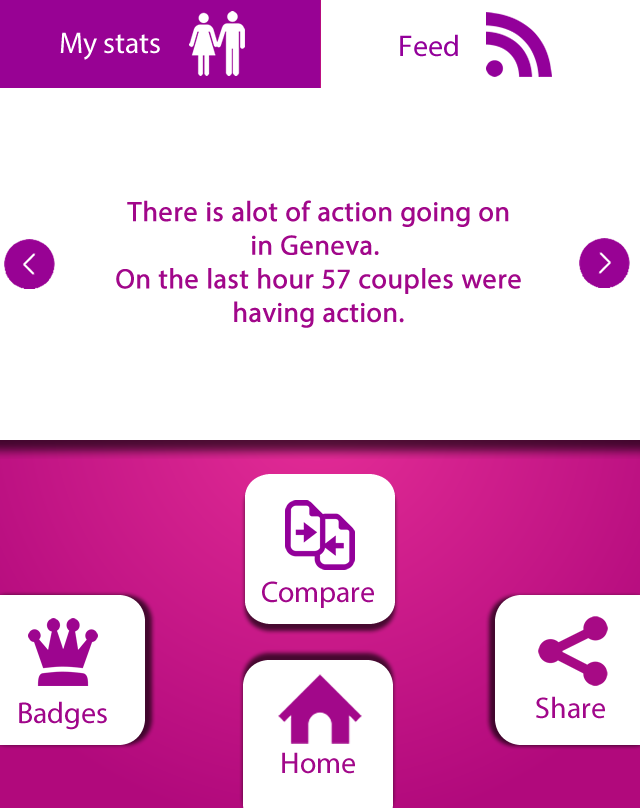 My stats
Feed
There is alot of action going on
in Geneva.
On the last hour 57 couples were
having action.
Compare
Badges
Share
Home